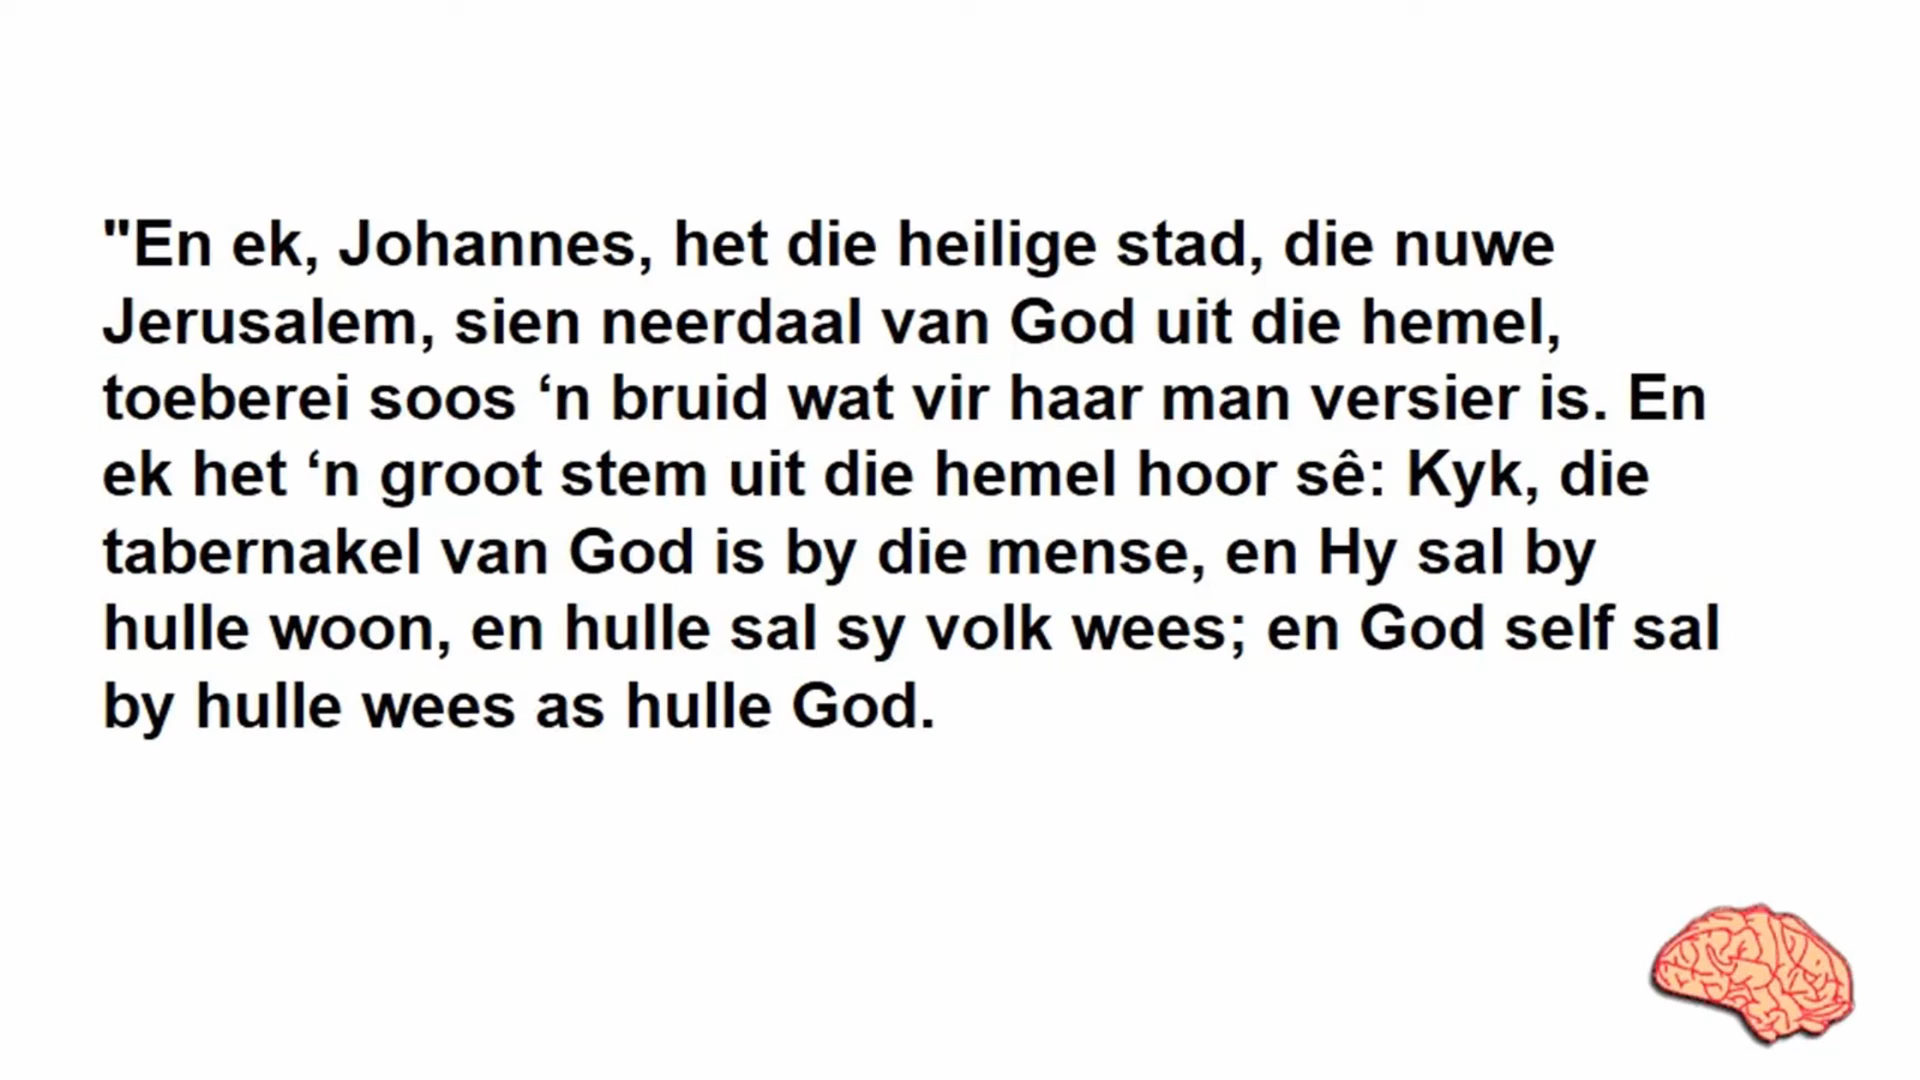 "En ek, Johannes, het die heilige stad, die nuwe
Jerusalem, sien neerdaal van God uit die hemel,
toeberei soos ‘n bruid wat vir haar man versier is. En
ek het ‘n groot stem uit die hemel hoor sê: Kyk, die
tabernakel van God is by die mense, en Hy sal by
hulle woon, en hulle sal sy volk wees; en God self sal
by hulle wees as hulle God.